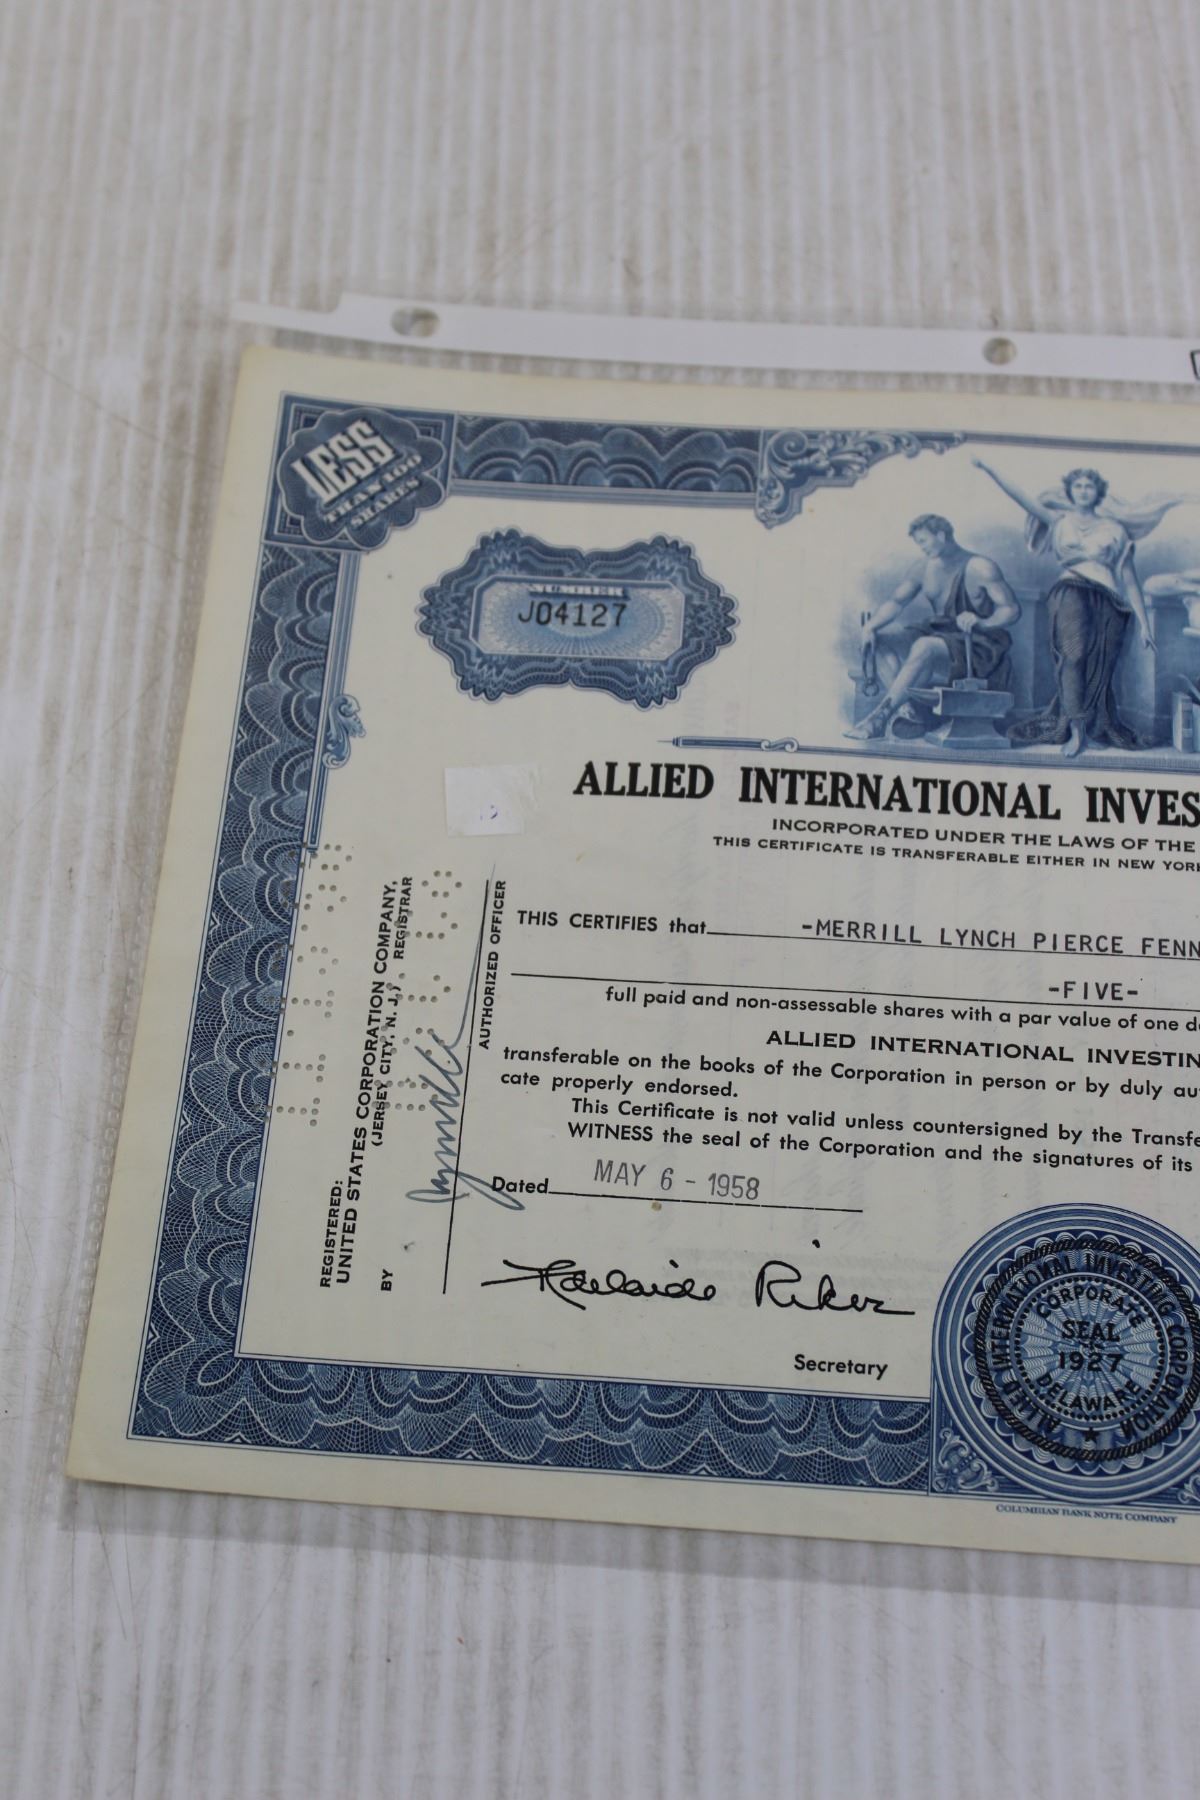 LESS
THAN 100
SHARES
NUMBER
J04127
ALLIED INTERNATIONAL INVES
INCORPORATED UNDER THE LAWS OF THE
THIS CERTIFICATE IS TRANSFERABLE EITHER IN NEW YORK
THIS CERTIFIES that -MERRILL LYNCH PIERCE FENN
-FIVE-
full paid and non-assessable shares with a par value of one do
ALLIED INTERNATIONAL INVESTIN
transferable on the books of the Corporation in person or by duly au
cate properly endorsed.
This Certificate is not valid unless countersigned by the Transfe
WITNESS the seal of the Corporation and the signatures of its
Dated MAY 6 - 1958
Adelaide Riker
Secretary
REGISTERED:
UNITED STATES CORPORATION COMPANY,
(JERSEY CITY, N. J.) REGISTRAR
BY
AUTHORIZED OFFICER
ALLIED INTERNATIONAL INVESTING CORPORATION
CORPORATE
SEAL
1927
DELAWARE
COLUMBIAN BANK NOTE COMPANY